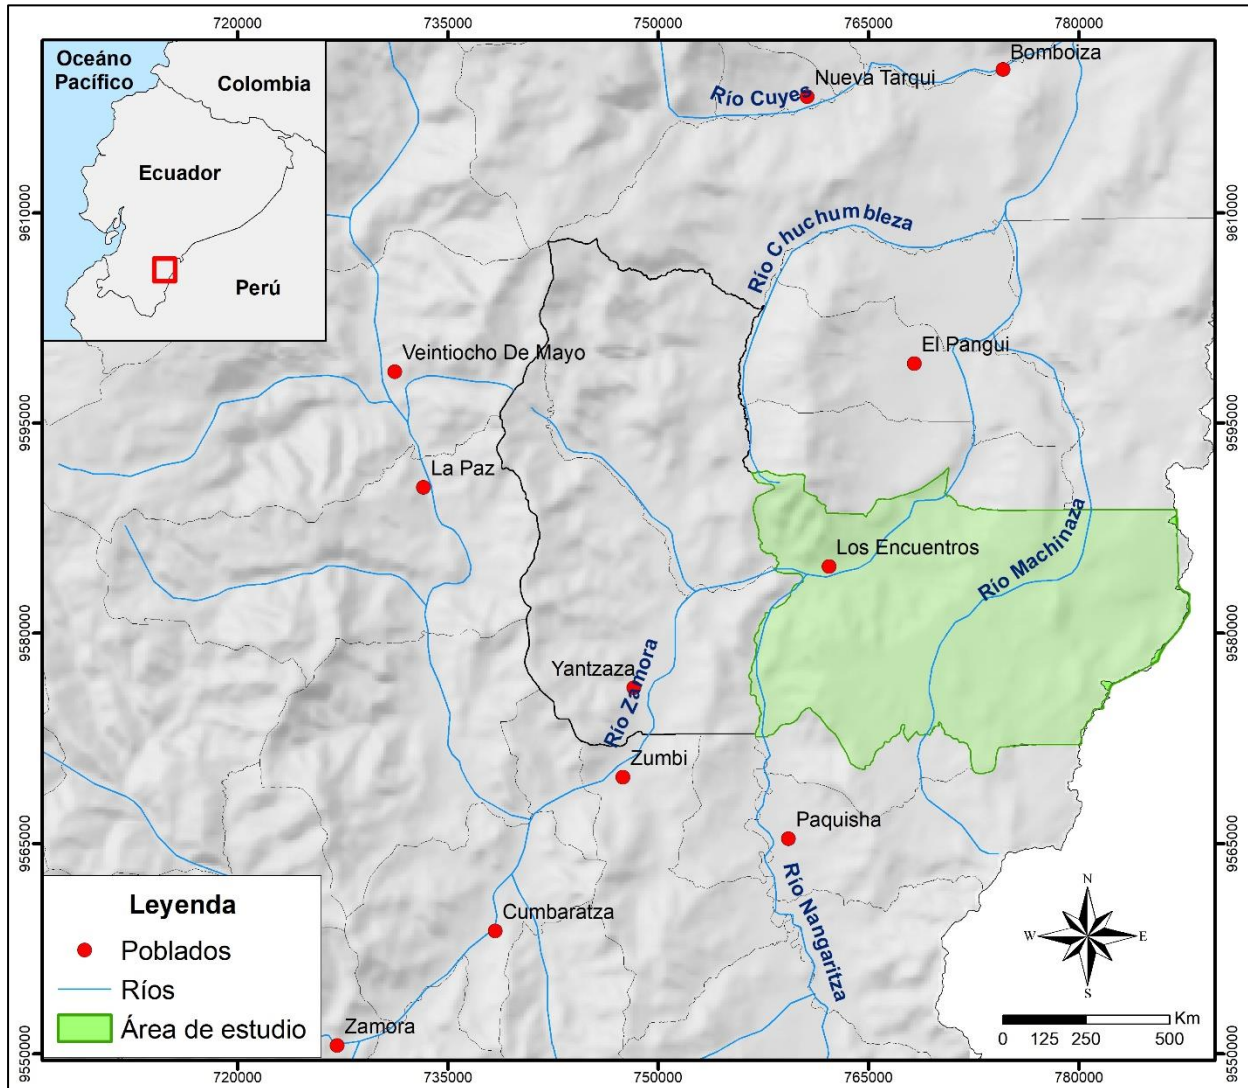 720000 735000 750000 765000 780000
Oceáno
Pacífico
Colombia
Ecuador
Perú
Bomboiza
Nueva Tarqui
Río Cuyes
9610000 9610000
Río Chuchumbleza
El Pangui
Veintiocho De Mayo
9595000 9595000
La Paz
Los Encuentros
Río Machinaza
9580000 9580000
Yantzaza
Río Zamora
Zumbi
Paquisha
9565000 9565000
Río Nangaritza
Cumbaratza
Zamora
Leyenda
Poblados
Ríos
Área de estudio
N
W E
S
Km
0 125 250 500
9550000 9550000
720000 735000 750000 765000 780000